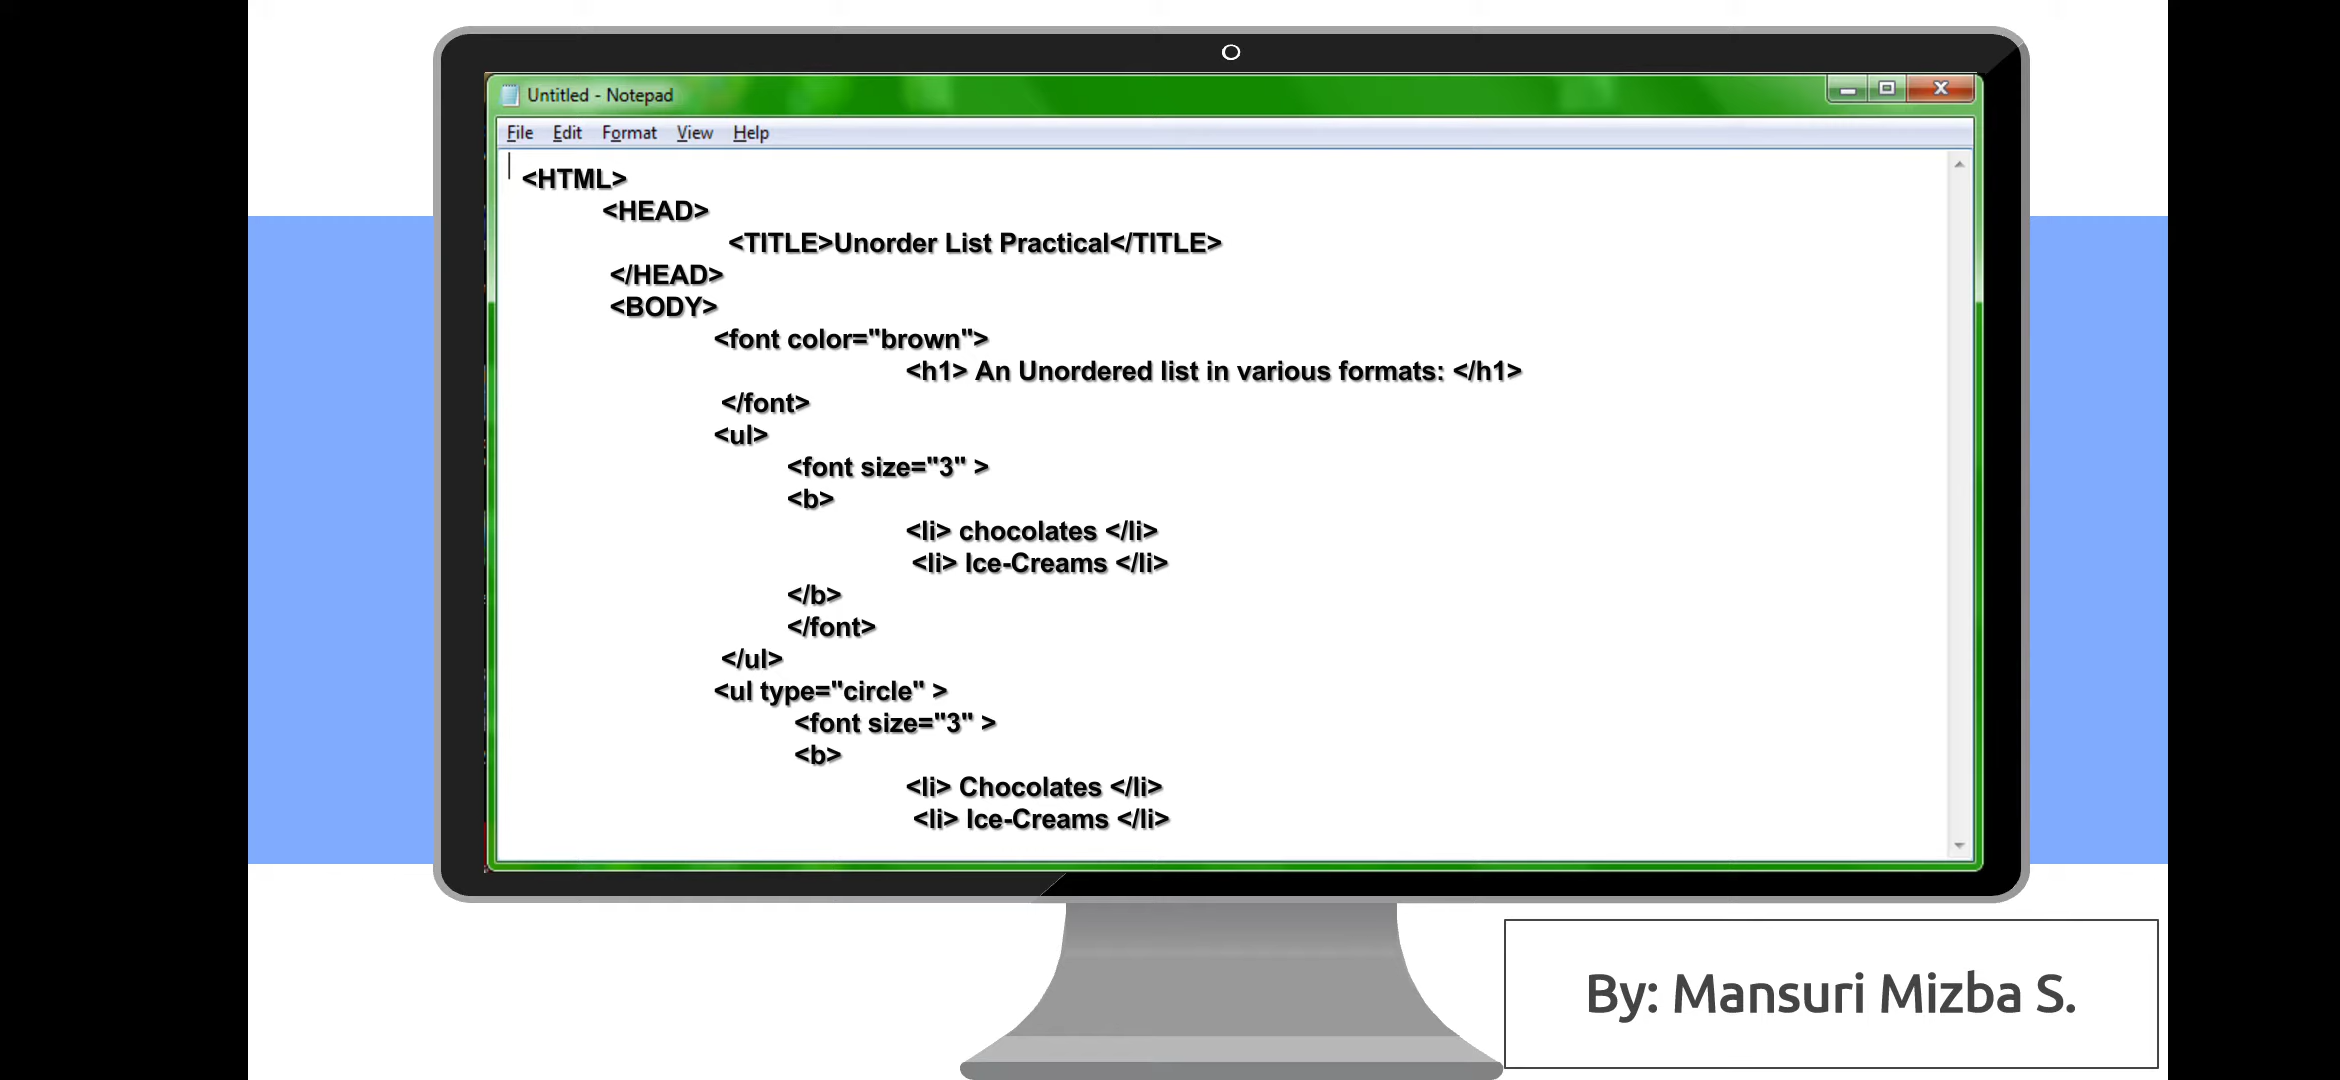 Untitled - Notepad
File Edit Format View Help
<HTML>
<HEAD>
<TITLE>Unorder List Practical</TITLE>
</HEAD>
<BODY>
<font color="brown">
<h1> An Unordered list in various formats: </h1>
</font>
<ul>
<font size="3" >
<b>
<li> chocolates </li>
<li> Ice-Creams </li>
</b>
</font>
</ul>
<ul type="circle" >
<font size="3" >
<b>
<li> Chocolates </li>
<li> Ice-Creams </li>
By: Mansuri Mizba S.